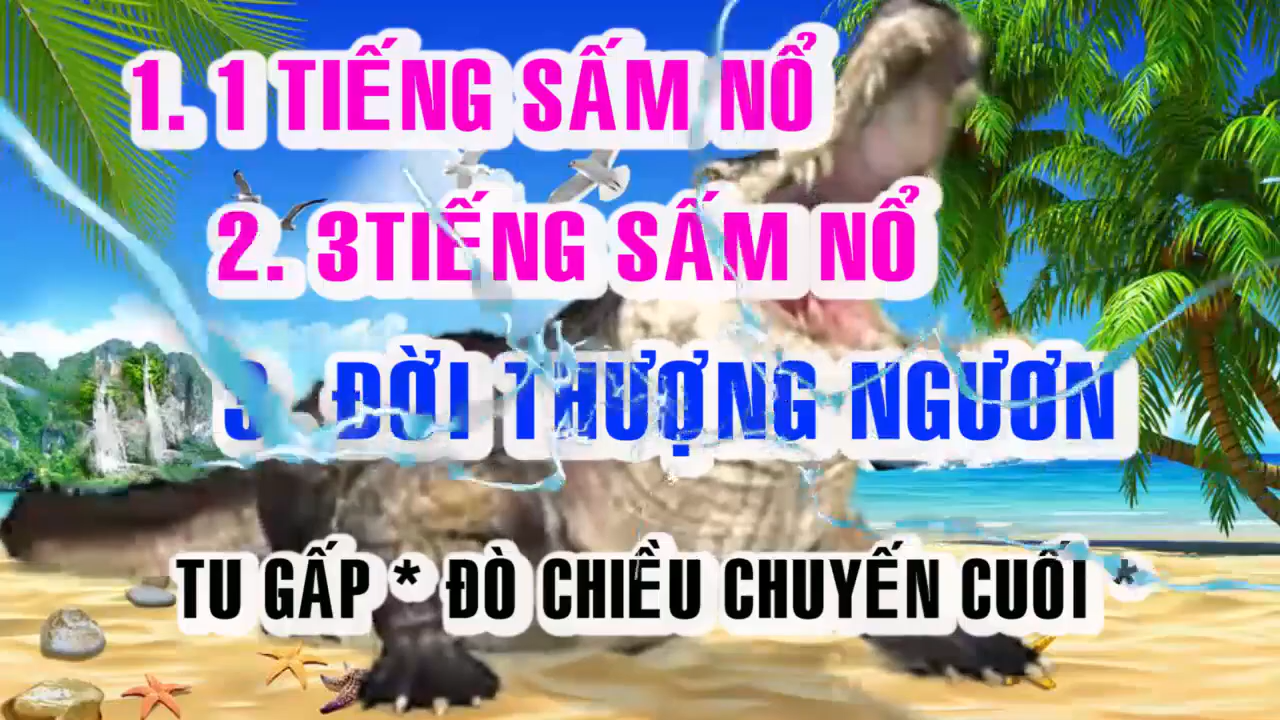 1. 1 TIẾNG SẤM NỔ
2. 3TIẾNG SẤM NỔ
3. ĐỜI THƯỢNG NGƯƠN
TU GẤP * ĐÒ CHIỀU CHUYẾN CUỐI *